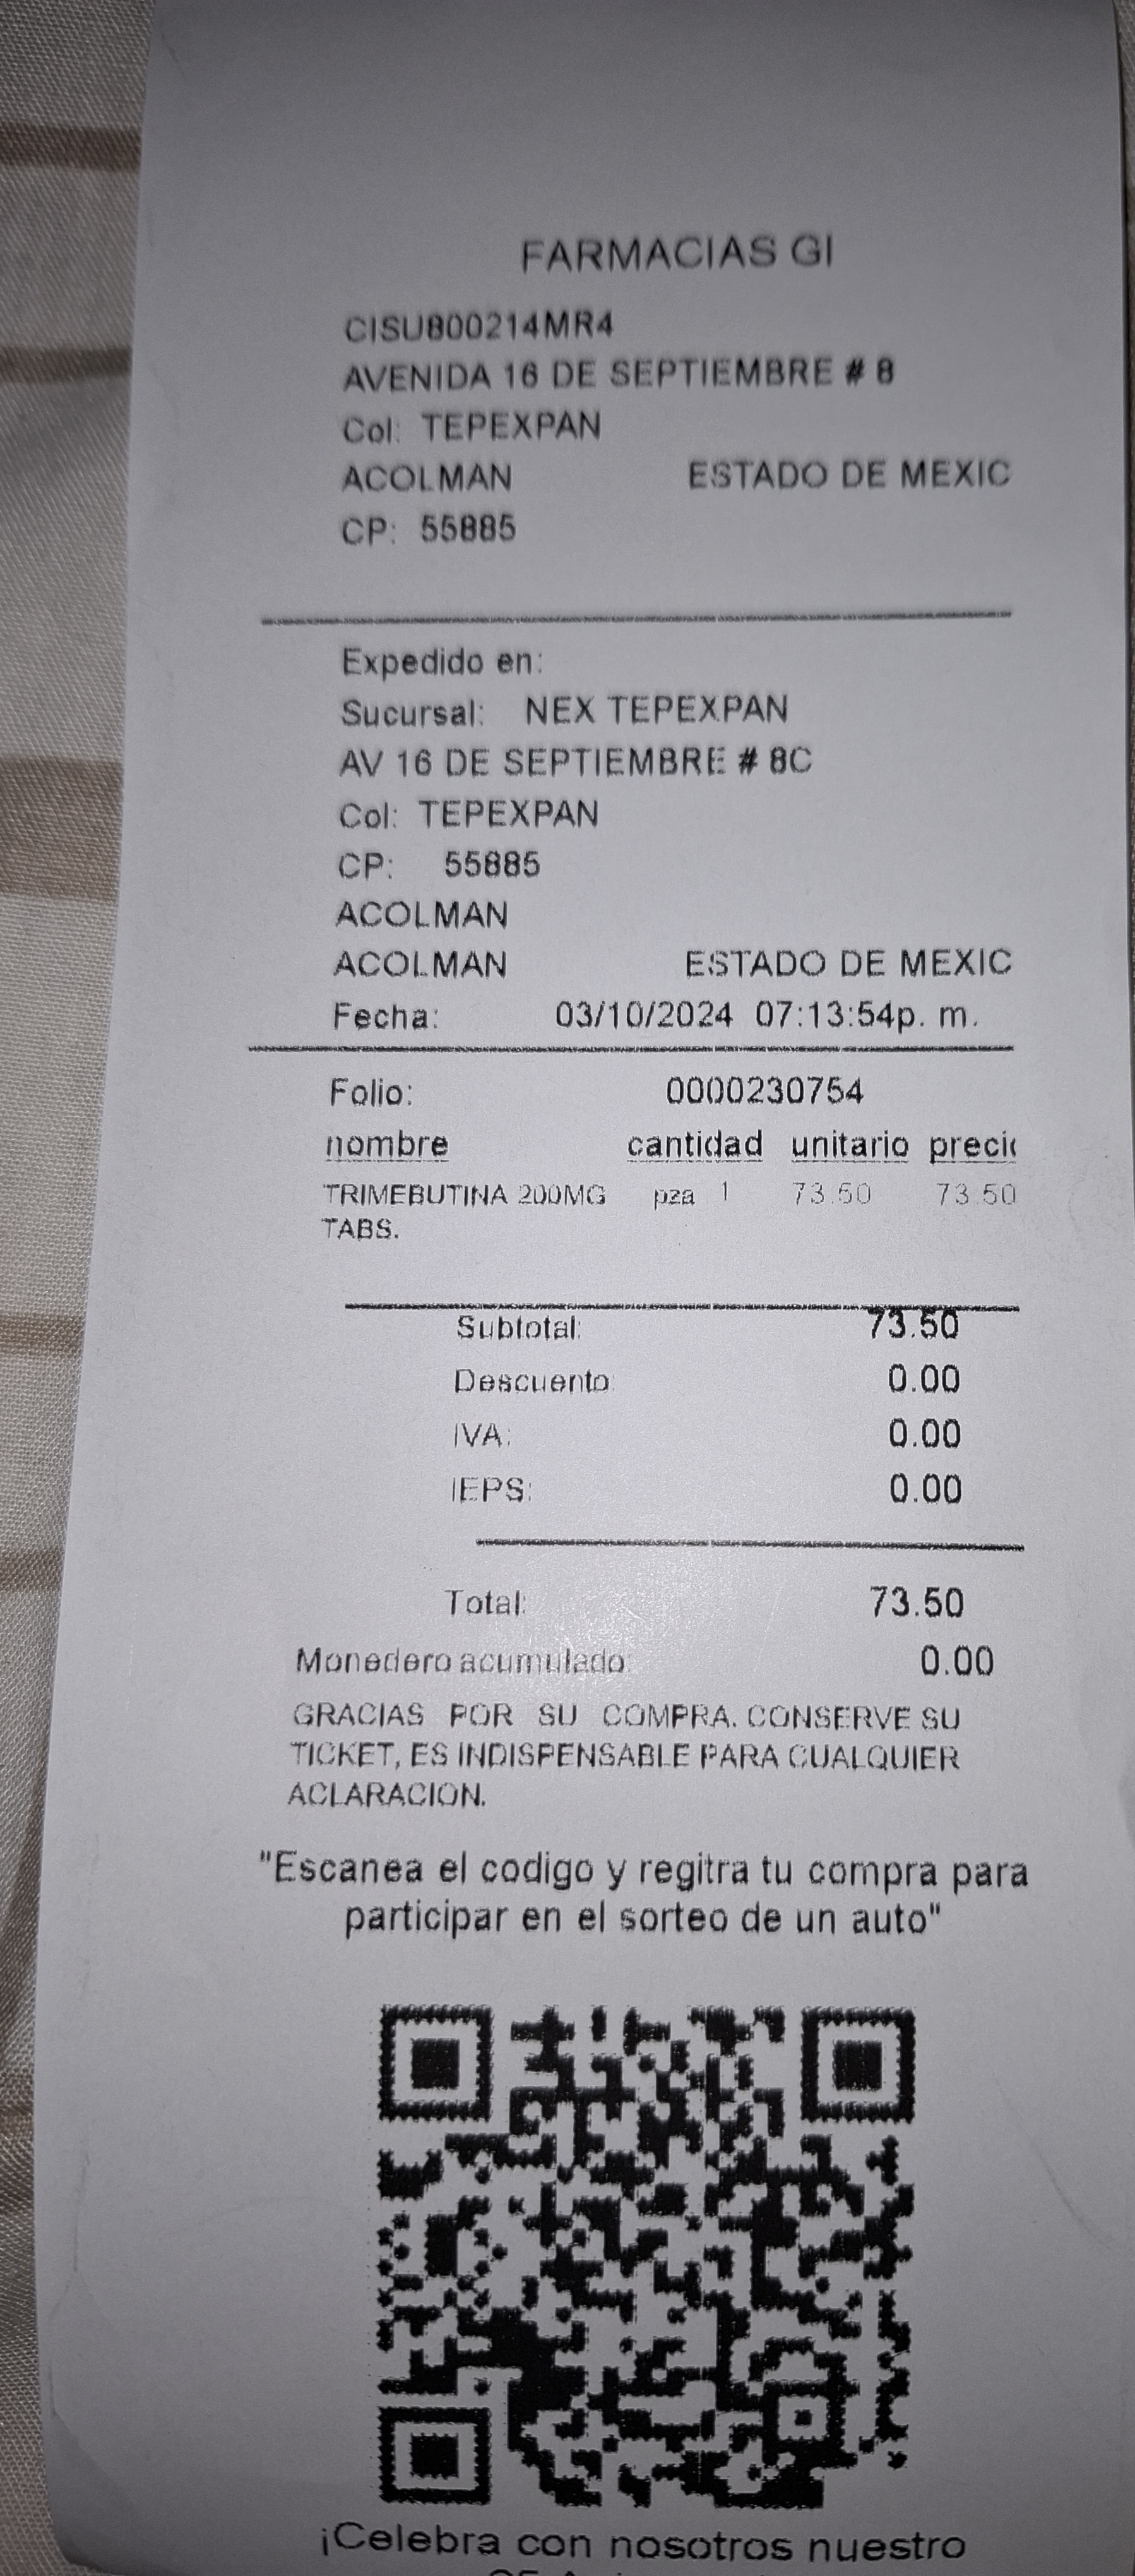 FARMACIAS GI
CISU800214MR4
AVENIDA 16 DE SEPTIEMBRE # 8
Col: TEPEXPAN
ACOLMAN ESTADO DE MEXIC
CP: 55885
Expedido en:
Sucursal: NEX TEPEXPAN
AV 16 DE SEPTIEMBRE # 8C
Col: TEPEXPAN
CP: 55885
ACOLMAN
ACOLMAN ESTADO DE MEXIC
Fecha: 03/10/2024 07:13:54p. m.
Folio: 0000230754
nombre cantidad unitario preci
TRIMEBUTINA 200MG pza 1 73.50 73.50
TABS.
Subtotal: 73.50
Descuento: 0.00
IVA: 0.00
IEPS: 0.00
Total: 73.50
Monedero acumulado: 0.00
GRACIAS POR SU COMPRA. CONSERVE SU
TICKET, ES INDISPENSABLE PARA CUALQUIER
ACLARACION.
"Escanea el codigo y regitra tu compra para
participar en el sorteo de un auto"
¡Celebra con nosotros nuestro